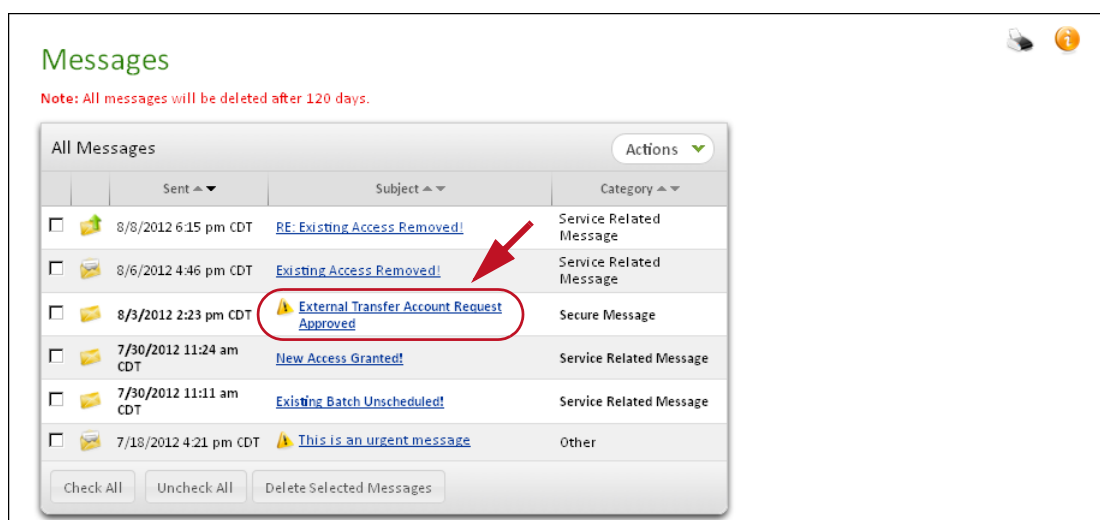 Messages
Note: All messages will be deleted after 120 days.
All Messages Actions
Sent Subject Category
8/8/2012 6:15 pm CDT RE: Existing Access Removed! Service Related
Message
8/6/2012 4:46 pm CDT Existing Access Removed! Service Related
Message
8/3/2012 2:23 pm CDT External Transfer Account Request
Approved Secure Message
7/30/2012 11:24 am
CDT New Access Granted! Service Related Message
7/30/2012 11:11 am
CDT Existing Batch Unscheduled! Service Related Message
7/18/2012 4:21 pm CDT This is an urgent message Other
Check All Uncheck All Delete Selected Messages